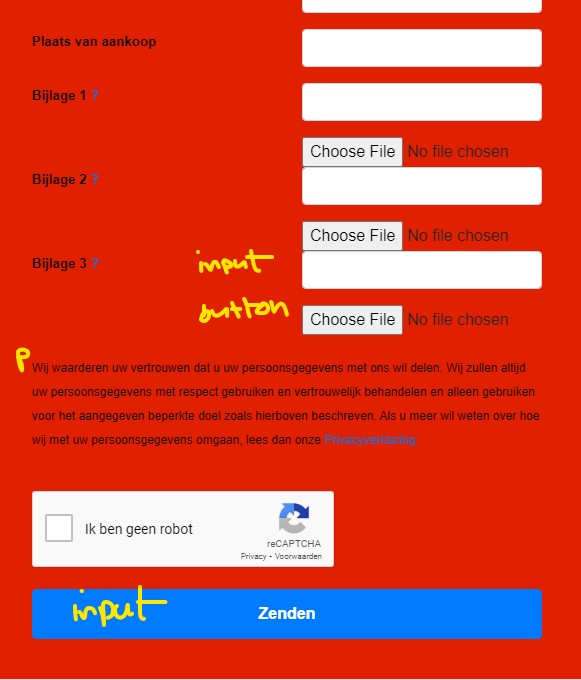 Plaats van aankoop
Bijlage 1 ?
Choose File No file chosen
Bijlage 2 ?
Choose File No file chosen
Bijlage 3 ?
input
button
Choose File No file chosen
P
Wij waarderen uw vertrouwen dat u uw persoonsgegevens met ons wil delen. Wij zullen altijd
uw persoonsgegevens met respect gebruiken en vertrouwelijk behandelen en alleen gebruiken
voor het aangegeven beperkte doel zoals hierboven beschreven. Als u meer wil weten over hoe
wij met uw persoonsgegevens omgaan, lees dan onze Privacyverklaring.
Ik ben geen robot
reCAPTCHA
Privacy - Voorwaarden
input
Zenden